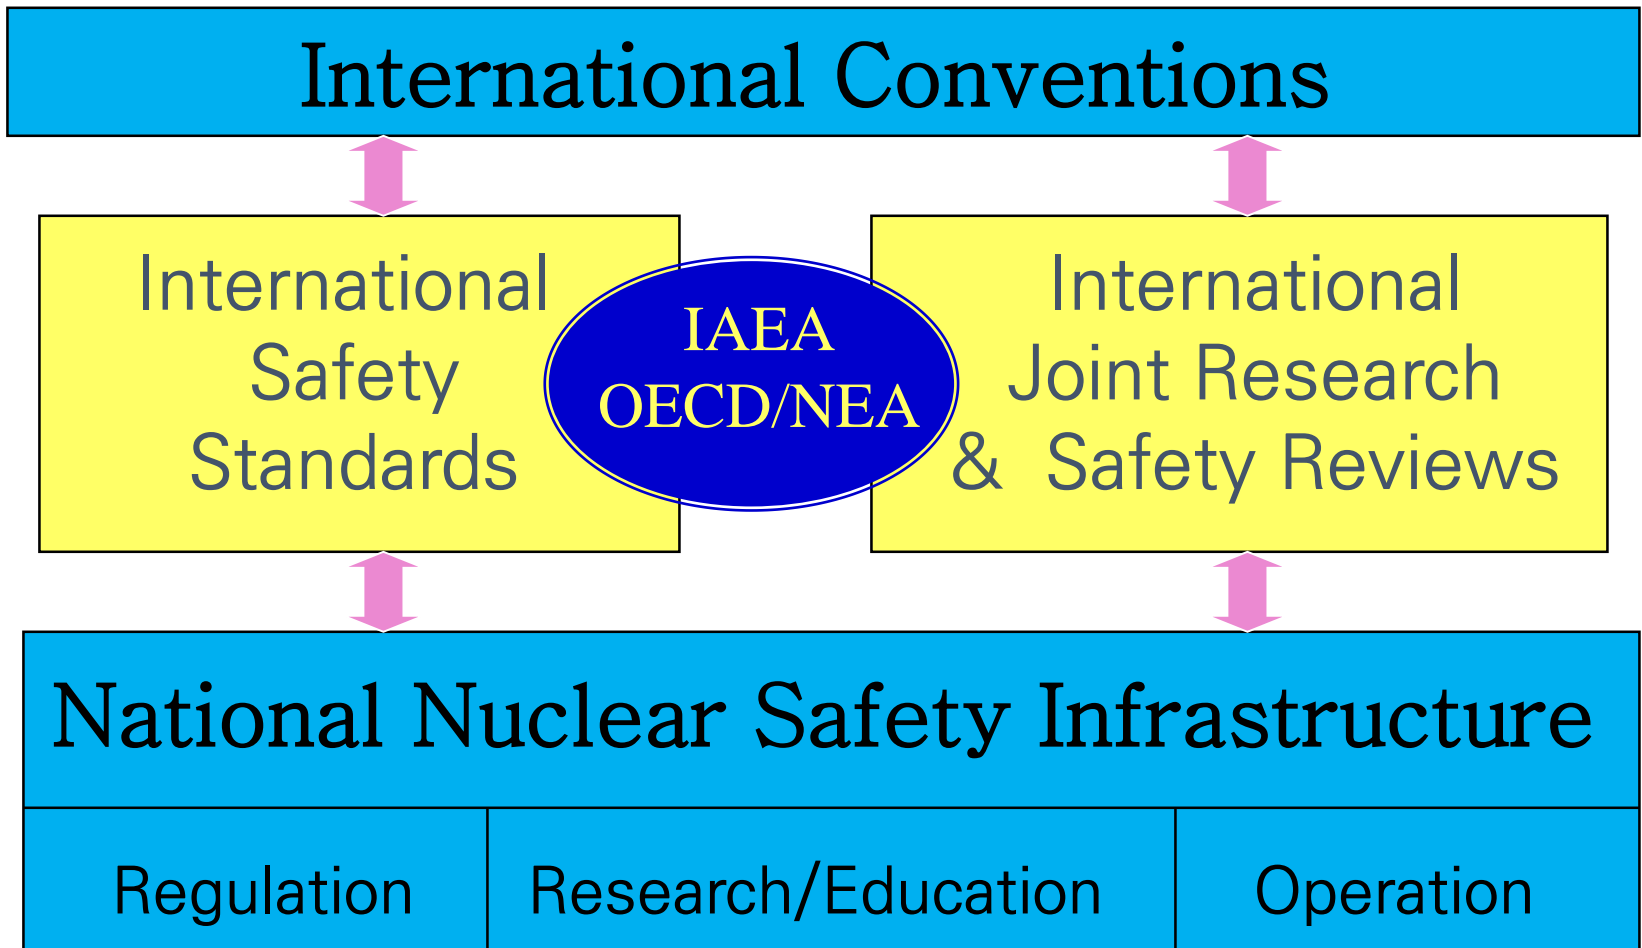 International Conventions
International
Safety
Standards
IAEA
OECD/NEA
International
Joint Research
& Safety Reviews
National Nuclear Safety Infrastructure
Regulation
Research/Education
Operation